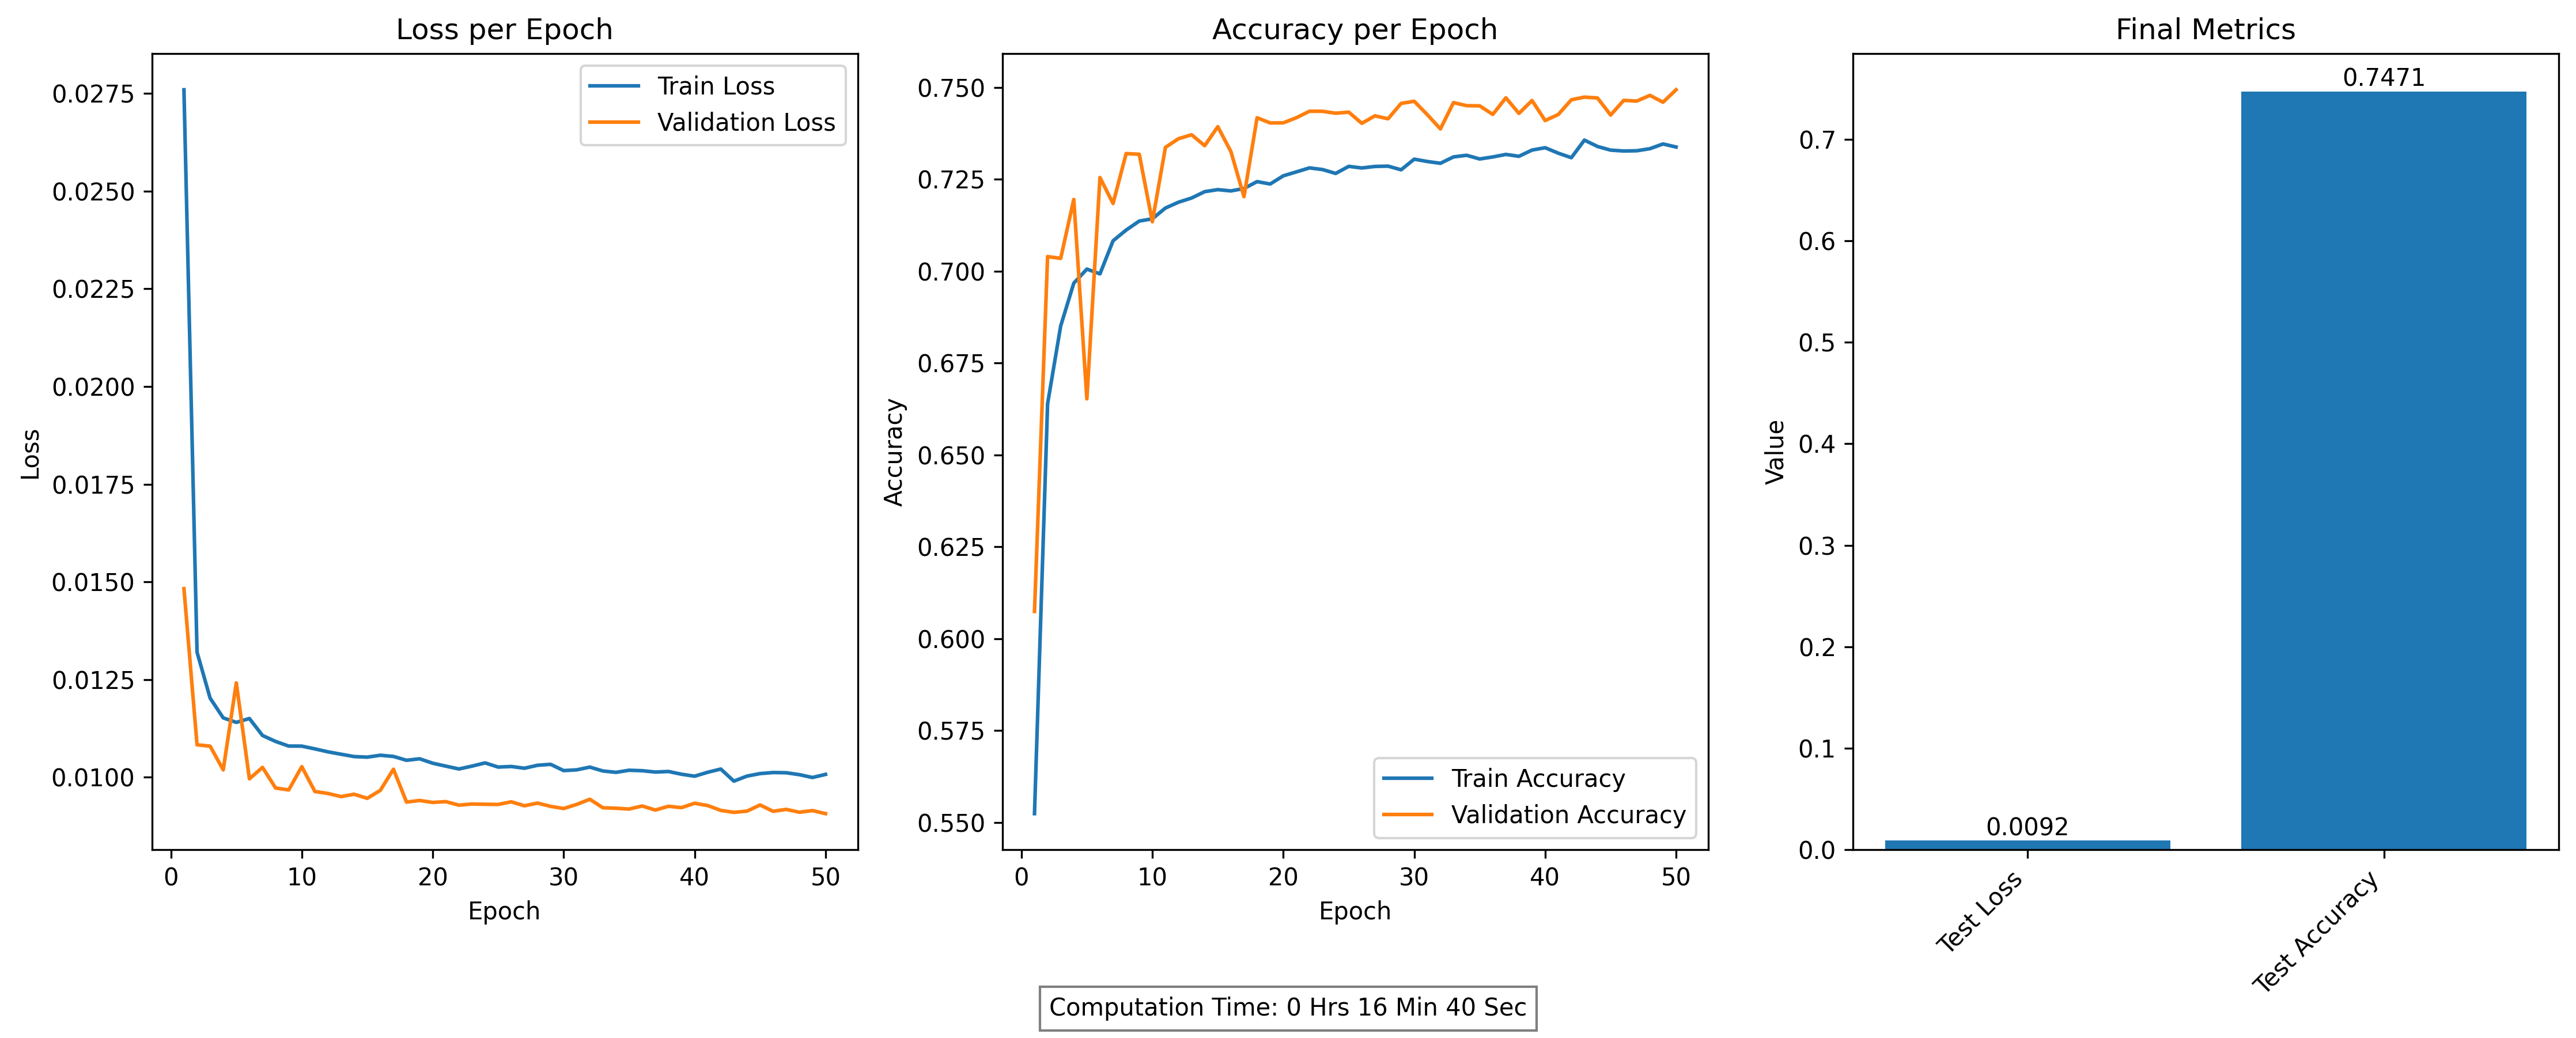 Loss per Epoch
0.0275
0.0250
0.0225
0.0200
0.0175
0.0150
0.0125
0.0100
Loss
0
10
20
30
40
50
Epoch
Train Loss
Validation Loss
Accuracy per Epoch
0.750
0.725
0.700
0.675
0.650
0.625
0.600
0.575
0.550
Accuracy
0
10
20
30
40
50
Epoch
Train Accuracy
Validation Accuracy
Final Metrics
0.7
0.6
0.5
0.4
0.3
0.2
0.1
0.0
Value
0.0092
0.7471
Test Loss
Test Accuracy
Computation Time: 0 Hrs 16 Min 40 Sec